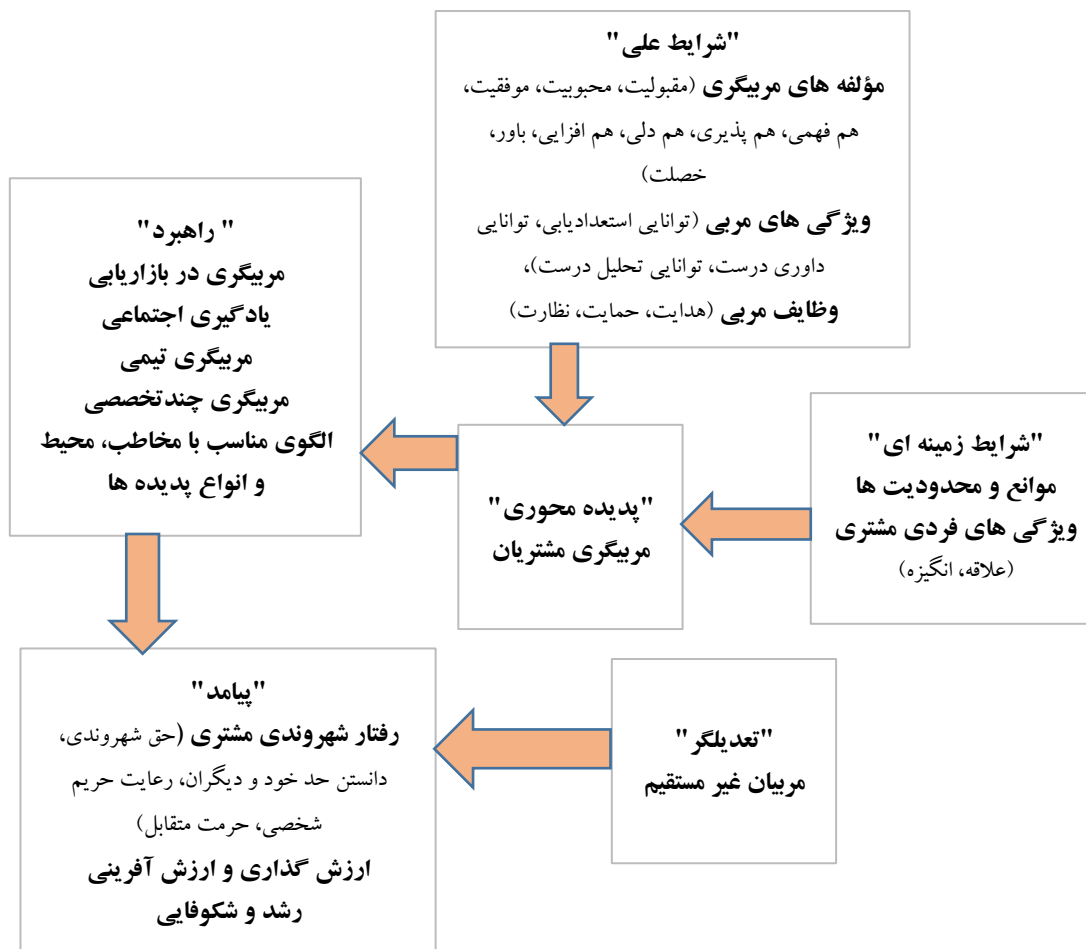 "شرایط علی"
مؤلفه های مربیگری (مقبولیت، محبوبیت، موفقیت،
هم فهمی، هم پذیری، هم دلی، هم افزایی، باور،
خصلت)
ویژگی های مربی (توانایی استعدادیابی، توانایی
داوری درست، توانایی تحلیل درست)،
وظایف مربی (هدایت، حمایت، نظارت)
"شرایط زمینه ای"
موانع و محدودیت ها
ویژگی های فردی مشتری
(علاقه، انگیزه)
"پدیده محوری"
مربیگری مشتریان
" راهبرد"
مربیگری در بازاریابی
یادگیری اجتماعی
مربیگری تیمی
مربیگری چندتخصصی
الگوی مناسب با مخاطب، محیط
و انواع پدیده ها
"تعدیلگر"
مربیان غیر مستقیم
"پیامد"
رفتار شهروندی مشتری (حق شهروندی،
دانستن حد خود و دیگران، رعایت حریم
شخصی، حرمت متقابل)
ارزش گذاری و ارزش آفرینی
رشد و شکوفایی